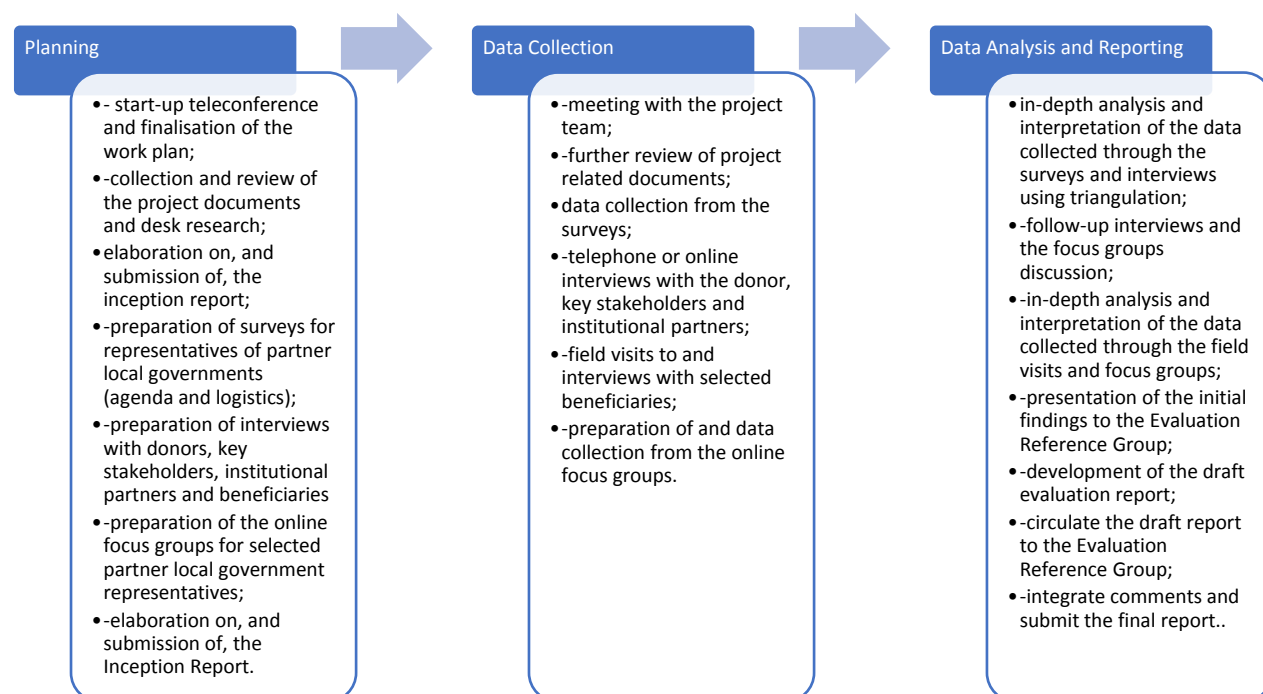 Planning
•- start-up teleconference
and finalisation of the
work plan;
•-collection and review of
the project documents
and desk research;
•elaboration on, and
submission of, the
inception report;
•-preparation of surveys for
representatives of partner
local governments
(agenda and logistics);
•-preparation of interviews
with donors, key
stakeholders, institutional
partners and beneficiaries
•-preparation of the online
focus groups for selected
partner local government
representatives;
•-elaboration on, and
submission of, the
Inception Report.
Data Collection
•-meeting with the project
team;
•-further review of project
related documents;
•data collection from the
surveys;
•-telephone or online
interviews with the donor,
key stakeholders and
institutional partners;
•-field visits to and
interviews with selected
beneficiaries;
•-preparation of and data
collection from the online
focus groups.
Data Analysis and Reporting
•in-depth analysis and
interpretation of the data
collected through the
surveys and interviews
using triangulation;
•-follow-up interviews and
the focus groups
discussion;
•-in-depth analysis and
interpretation of the data
collected through the field
visits and focus groups;
•-presentation of the initial
findings to the Evaluation
Reference Group;
•-development of the draft
evaluation report;
•-circulate the draft report
to the Evaluation
Reference Group;
•-integrate comments and
submit the final report..